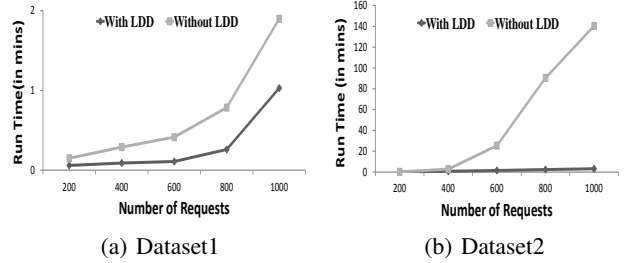 With LDD Without LDD
Run Time(in mins)
2
1
0
200 400 600 800 1000
Number of Requests
(a) Dataset1
With LDD Without LDD
Run Time (in mins)
160
140
120
100
80
60
40
20
0
200 400 600 800 1000
Number of Requests
(b) Dataset2